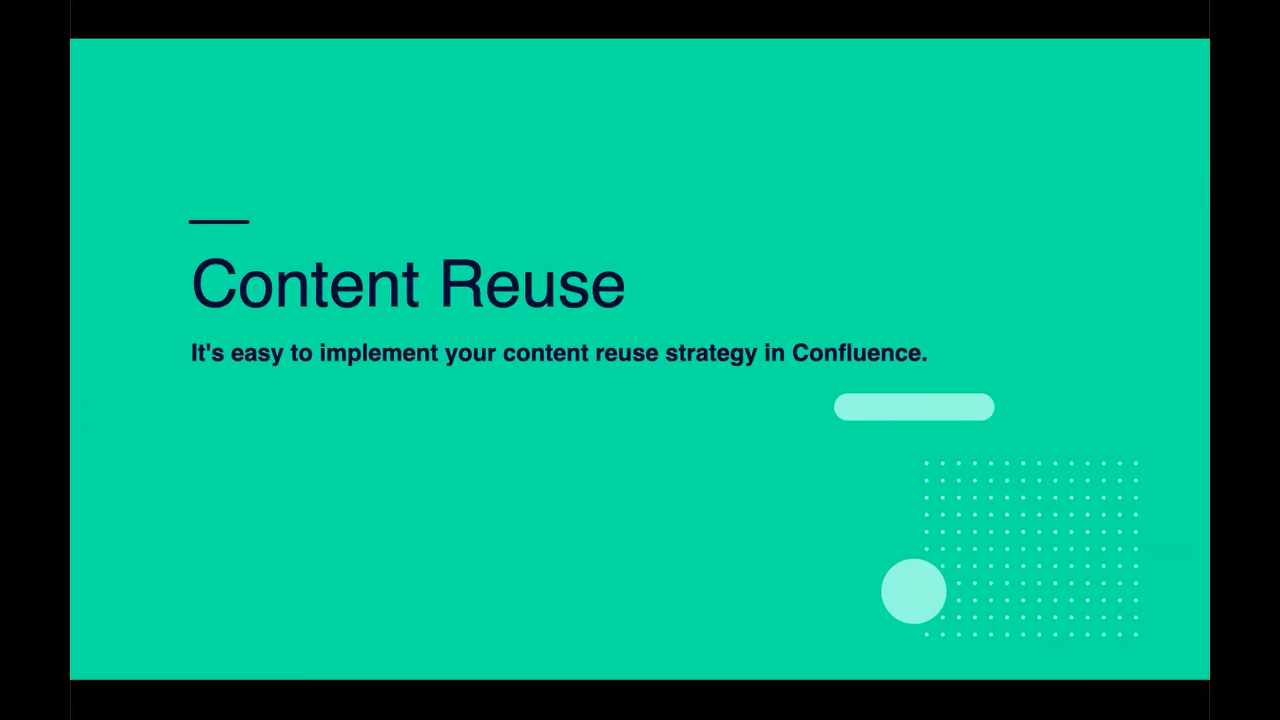 Content Reuse
It's easy to implement your content reuse strategy in Confluence.